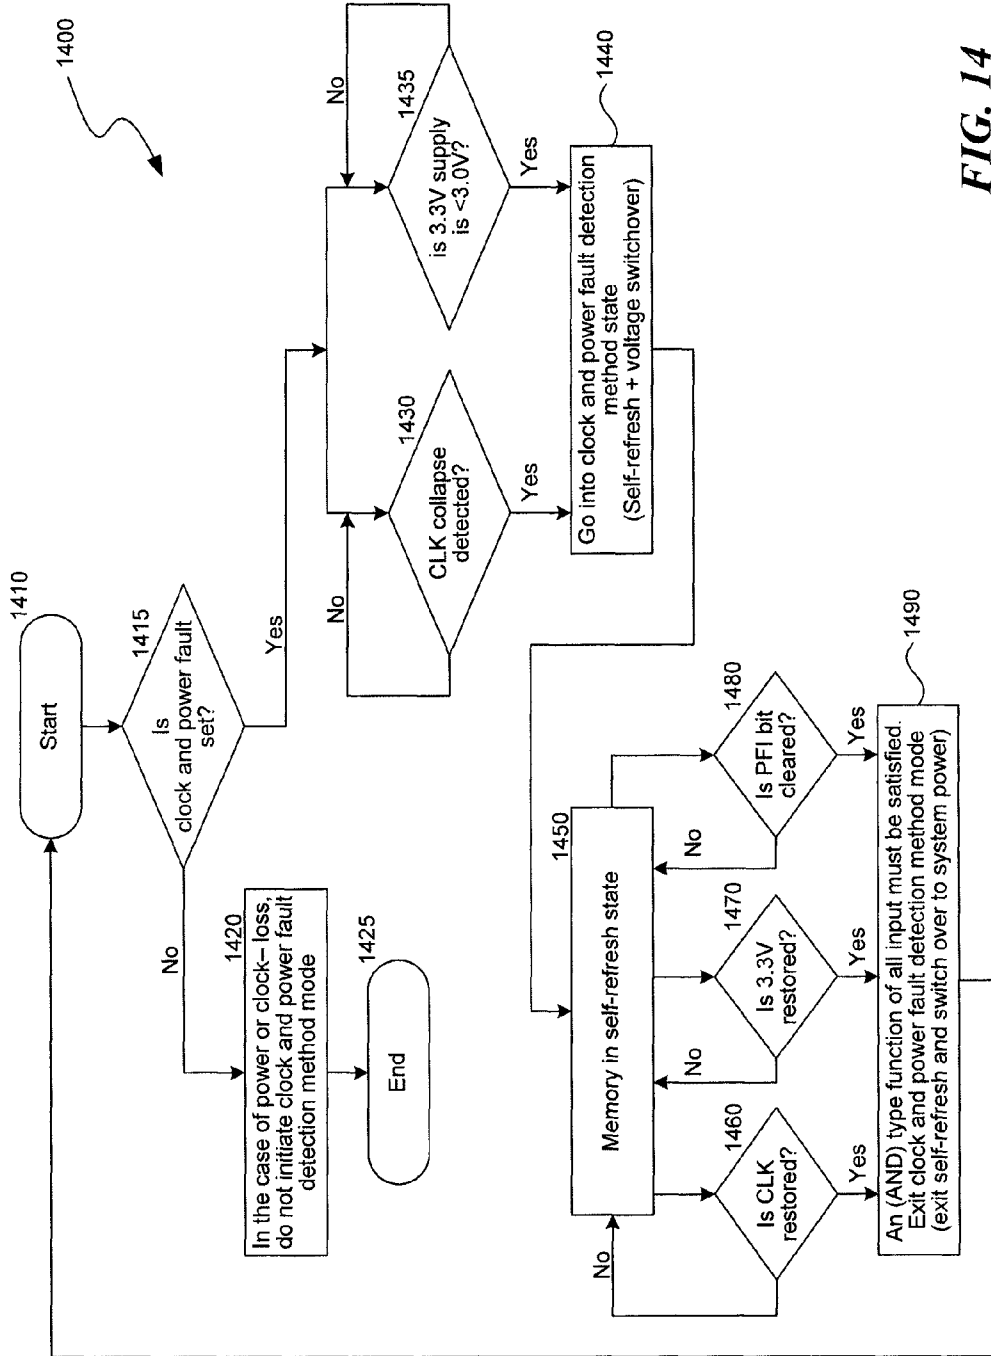 1400
Start
1410
Is
clock and power fault
set?
1415
No
Yes
In the case of power or clock– loss,
do not initiate clock and power fault
detection method mode
1420
End
1425
CLK collapse
detected?
1430
No
Yes
is 3.3V supply
is <3.0V?
1435
No
Yes
Go into clock and power fault detection
method state
(Self-refresh + voltage switchover)
1440
Memory in self-refresh state
1450
Is CLK
restored?
1460
No
Yes
Is 3.3V
restored?
1470
No
Yes
Is PFI bit
cleared?
1480
No
Yes
An (AND) type function of all input must be satisfied.
Exit clock and power fault detection method mode
(exit self-refresh and switch over to system power)
1490
FIG. 14